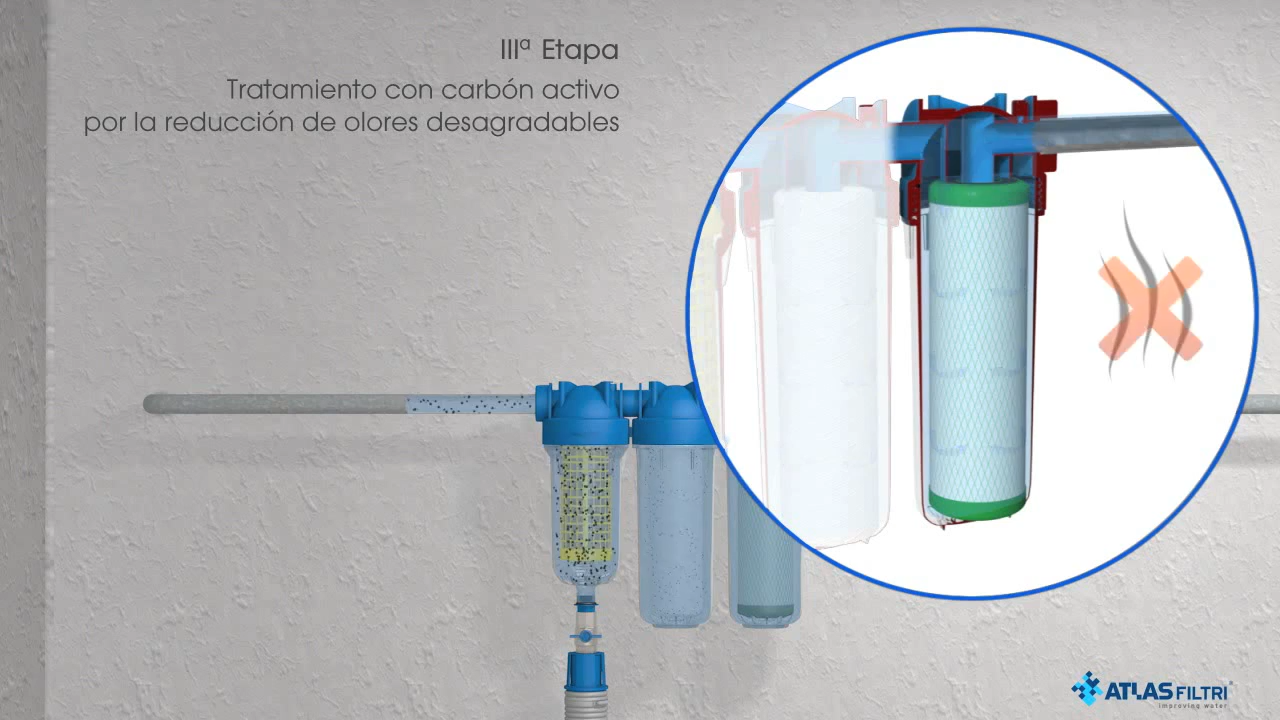 IIIª Etapa
Tratamiento con carbón activo
por la reducción de olores desagradables
ATLAS FILTRI®
improving water